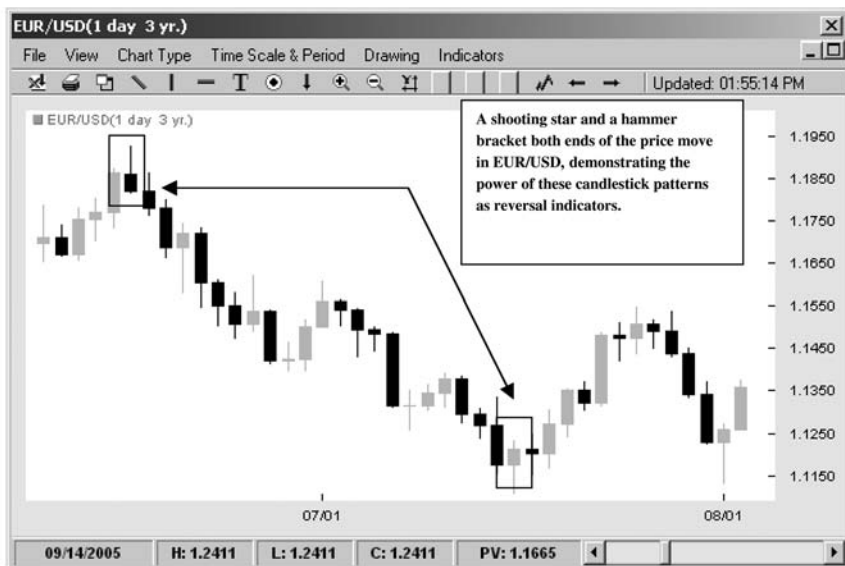 EUR/USD(1 day 3 yr.)
File View Chart Type Time Scale & Period Drawing Indicators
T Updated: 01:55:14 PM
EUR/USD(1 day 3 yr.)
A shooting star and a hammer
bracket both ends of the price move
in EUR/USD, demonstrating the
power of these candlestick patterns
as reversal indicators.
1.1950
1.1850
1.1750
1.1650
1.1550
1.1450
1.1350
1.1250
1.1150
07/01 08/01
09/14/2005 H: 1.2411 L: 1.2411 C: 1.2411 PV: 1.1665